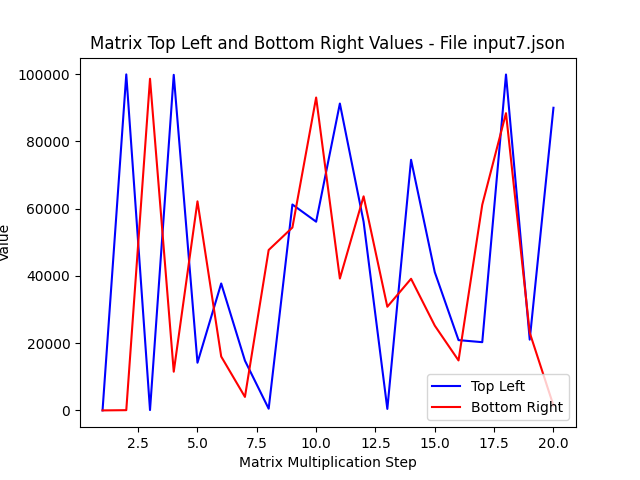 Matrix Top Left and Bottom Right Values - File input7.json
100000
80000
60000
40000
20000
0
Value
2.5 5.0 7.5 10.0 12.5 15.0 17.5 20.0
Matrix Multiplication Step
Top Left
Bottom Right